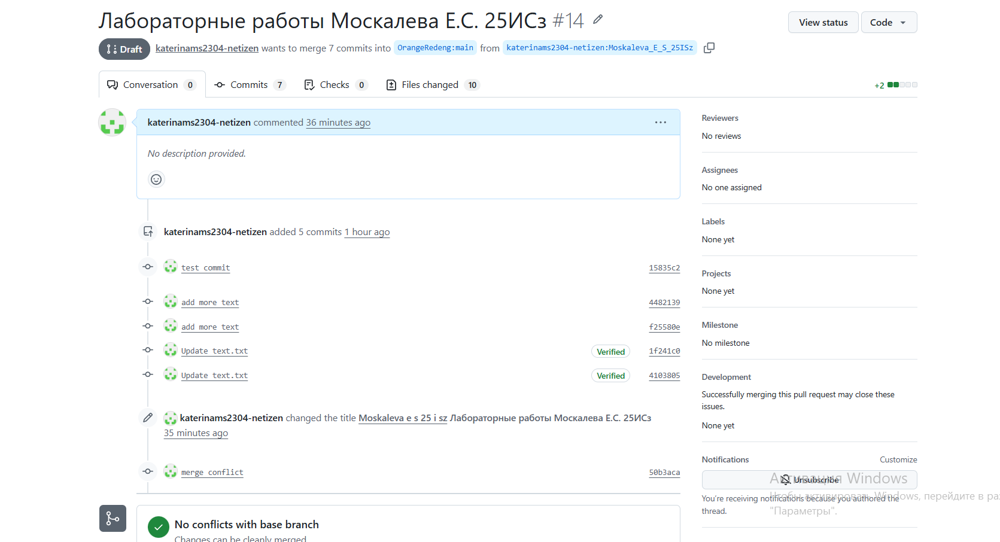 Лабораторные работы Москалева Е.С. 25ИСз #14
View status
Code
Draft
katerinams2304-netizen wants to merge 7 commits into OrangeRedeng:main from katerinams2304-netizen:Moskaleva_E_S_25ISz
Conversation 0
Commits 7
Checks 0
Files changed 10
+2
katerinams2304-netizen commented 36 minutes ago
No description provided.
katerinams2304-netizen added 5 commits 1 hour ago
test commit 15835c2
add more text 4482139
add more text f25580e
Update text.txt Verified 1f241c0
Update text.txt Verified 4103805
katerinams2304-netizen changed the title Moskaleva e s 25 i sz Лабораторные работы Москалева Е.С. 25ИСз
35 minutes ago
merge conflict 50b3aca
No conflicts with base branch
Changes can be cleanly merged.
Reviewers
No reviews
Assignees
No one assigned
Labels
None yet
Projects
None yet
Milestone
No milestone
Development
Successfully merging this pull request may close these
issues.
None yet
Notifications Customize
Unsubscribe
You're receiving notifications because you authored the
thread.
Активация Windows
Чтобы активировать Windows, перейдите в раз
"Параметры".